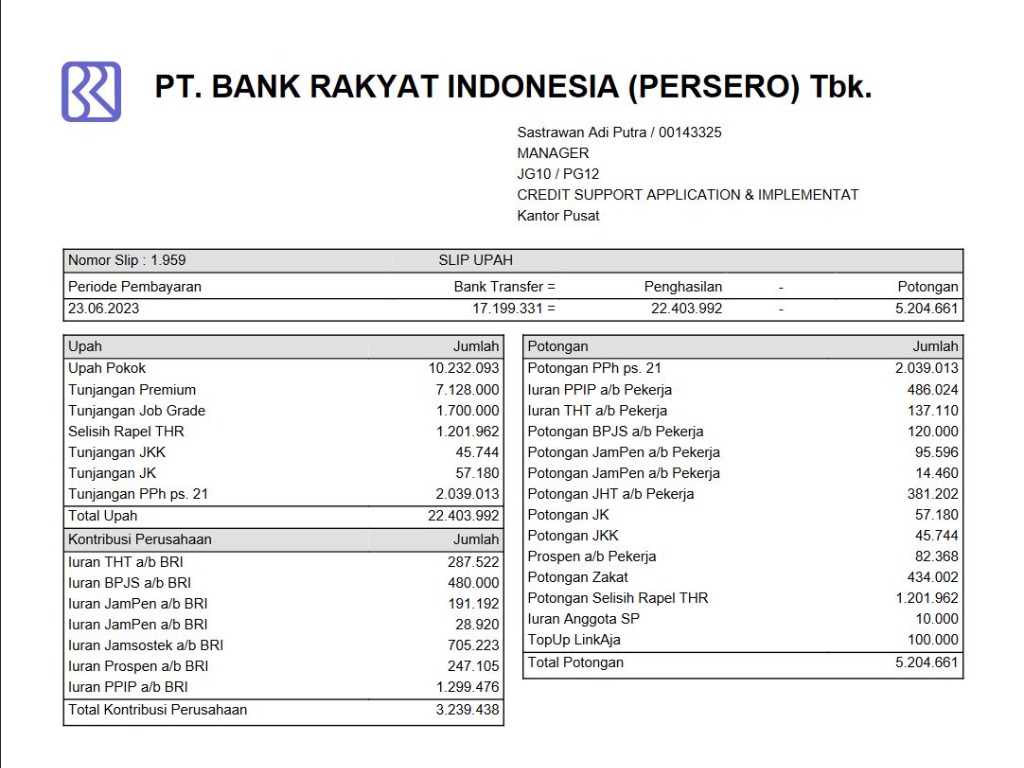 PT. BANK RAKYAT INDONESIA (PERSERO) Tbk.
Sastrawan Adi Putra / 00143325
MANAGER
JG10 / PG12
CREDIT SUPPORT APPLICATION & IMPLEMENTAT
Kantor Pusat
Nomor Slip : 1.959 SLIP UPAH
Periode Pembayaran Bank Transfer = Penghasilan - Potongan
23.06.2023 17.199.331 = 22.403.992 - 5.204.661
Upah Jumlah
Upah Pokok 10.232.093
Tunjangan Premium 7.128.000
Tunjangan Job Grade 1.700.000
Selisih Rapel THR 1.201.962
Tunjangan JKK 45.744
Tunjangan JK 57.180
Tunjangan PPh ps. 21 2.039.013
Total Upah 22.403.992
Kontribusi Perusahaan Jumlah
Iuran THT a/b BRI 287.522
Iuran BPJS a/b BRI 480.000
Iuran JamPen a/b BRI 191.192
Iuran JamPen a/b BRI 28.920
Iuran Jamsostek a/b BRI 705.223
Iuran Prospen a/b BRI 247.105
Iuran PPIP a/b BRI 1.299.476
Total Kontribusi Perusahaan 3.239.438
Potongan Jumlah
Potongan PPh ps. 21 2.039.013
Iuran PPIP a/b Pekerja 486.024
Iuran THT a/b Pekerja 137.110
Potongan BPJS a/b Pekerja 120.000
Potongan JamPen a/b Pekerja 95.596
Potongan JamPen a/b Pekerja 14.460
Potongan JHT a/b Pekerja 381.202
Potongan JK 57.180
Potongan JKK 45.744
Prospen a/b Pekerja 82.368
Potongan Zakat 434.002
Potongan Selisih Rapel THR 1.201.962
Iuran Anggota SP 10.000
TopUp LinkAja 100.000
Total Potongan 5.204.661